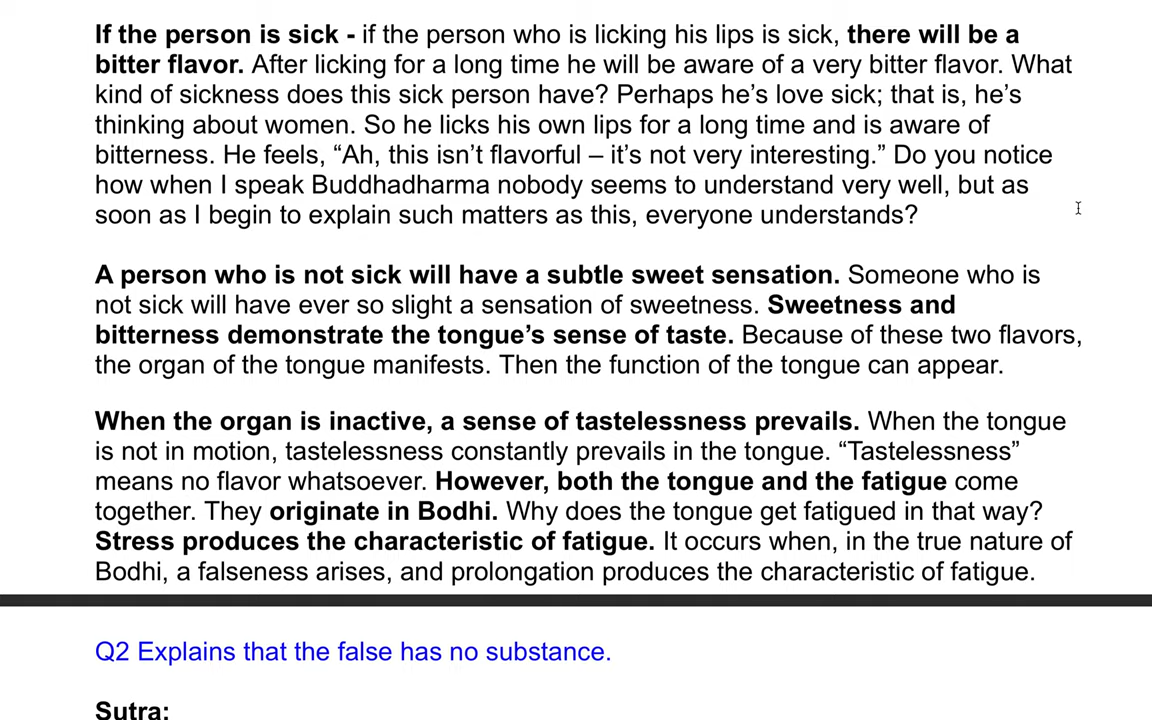 If the person is sick - if the person who is licking his lips is sick, there will be a
bitter flavor. After licking for a long time he will be aware of a very bitter flavor. What
kind of sickness does this sick person have? Perhaps he’s love sick; that is, he’s
thinking about women. So he licks his own lips for a long time and is aware of
bitterness. He feels, “Ah, this isn’t flavorful – it’s not very interesting.” Do you notice
how when I speak Buddhadharma nobody seems to understand very well, but as
soon as I begin to explain such matters as this, everyone understands?
A person who is not sick will have a subtle sweet sensation. Someone who is
not sick will have ever so slight a sensation of sweetness. Sweetness and
bitterness demonstrate the tongue’s sense of taste. Because of these two flavors,
the organ of the tongue manifests. Then the function of the tongue can appear.
When the organ is inactive, a sense of tastelessness prevails. When the tongue
is not in motion, tastelessness constantly prevails in the tongue. “Tastelessness”
means no flavor whatsoever. However, both the tongue and the fatigue come
together. They originate in Bodhi. Why does the tongue get fatigued in that way?
Stress produces the characteristic of fatigue. It occurs when, in the true nature of
Bodhi, a falseness arises, and prolongation produces the characteristic of fatigue.
Q2 Explains that the false has no substance.
Sutra: